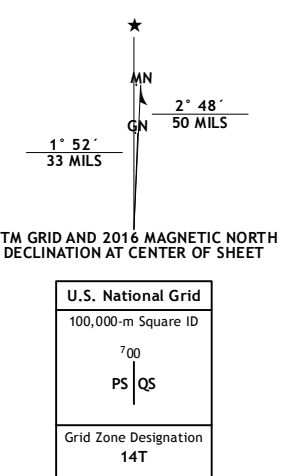 ★
MN
2° 48´
GN
50 MILS
1° 52´
33 MILS
TM GRID AND 2016 MAGNETIC NORTH
DECLINATION AT CENTER OF SHEET
U.S. National Grid
100,000-m Square ID
⁷00
PS QS
Grid Zone Designation
14T